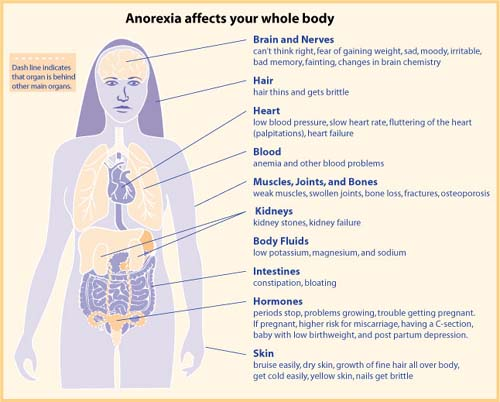 Anorexia affects your whole body
Dash line indicates
that organ is behind
other main organs.
Brain and Nerves
can't think right, fear of gaining weight, sad, moody, irritable,
bad memory, fainting, changes in brain chemistry
Hair
hair thins and gets brittle
Heart
low blood pressure, slow heart rate, fluttering of the heart
(palpitations), heart failure
Blood
anemia and other blood problems
Muscles, Joints, and Bones
weak muscles, swollen joints, bone loss, fractures, osteoporosis
Kidneys
kidney stones, kidney failure
Body Fluids
low potassium, magnesium, and sodium
Intestines
constipation, bloating
Hormones
periods stop, problems growing, trouble getting pregnant.
If pregnant, higher risk for miscarriage, having a C-section,
baby with low birthweight, and post partum depression.
Skin
bruise easily, dry skin, growth of fine hair all over body,
get cold easily, yellow skin, nails get brittle